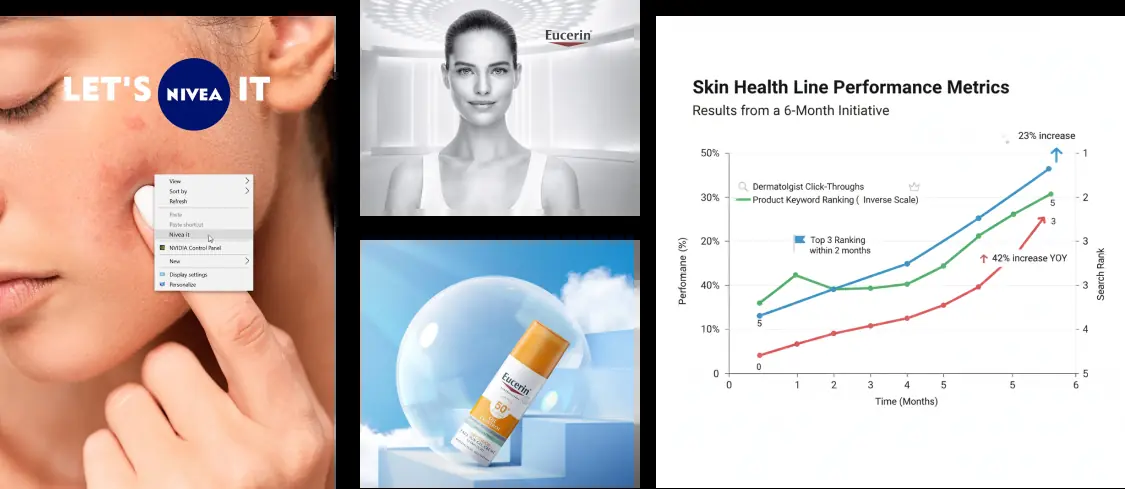 LET'S NIVEA IT
View
Sort by
Refresh
Paste
Paste shortcut
Nivea it
NVIDIA Control Panel
New
Display settings
Personalize
Eucerin
Eucerin
50+
Skin Health Line Performance Metrics
Results from a 6-Month Initiative
23% increase
50%
30%
20%
40%
10%
0
Perfomane (%)
Dermatolgist Click-Throughs
Product Keyword Ranking ( Inverse Scale)
Top 3 Ranking
within 2 months
42% increase YOY
5
0
5
3
1
2
3
3
4
5
Search Rank
0 1 2 3 4 5 5 6
Time (Months)